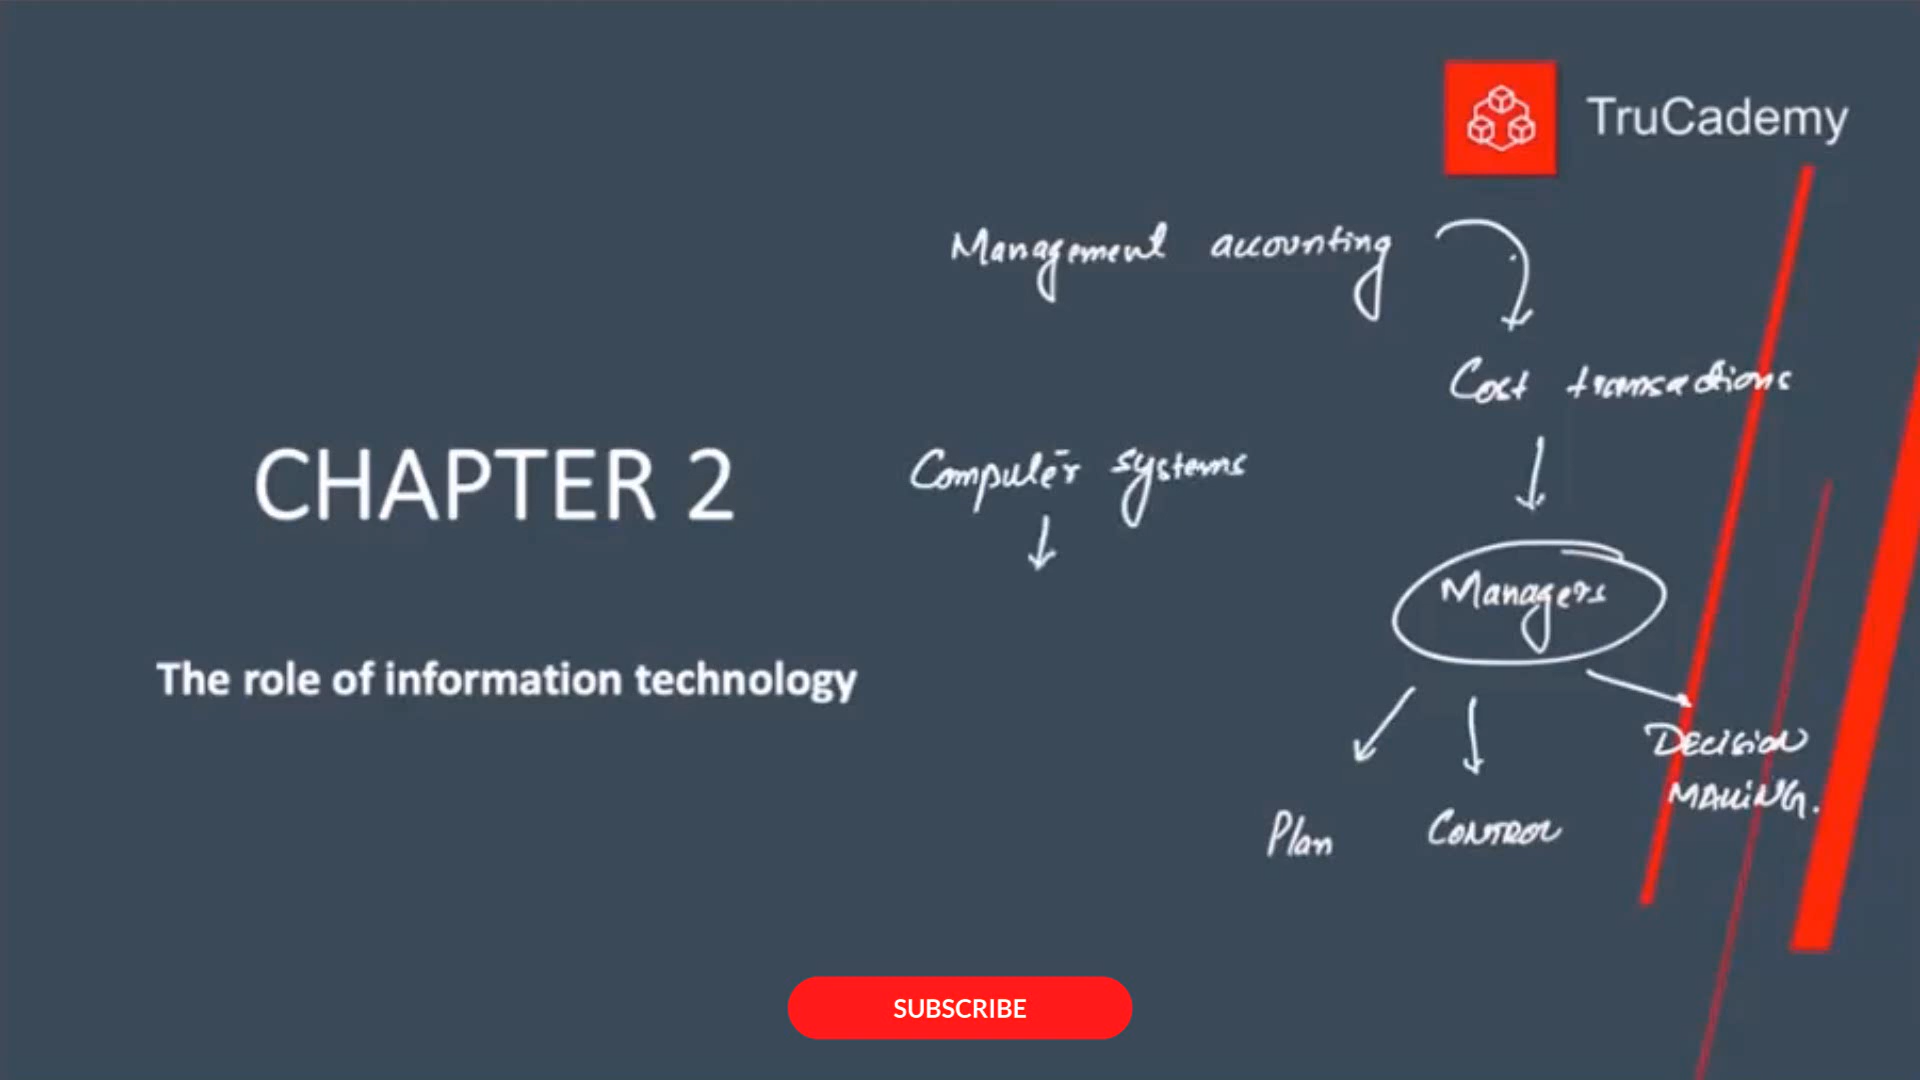 TruCademy
Management accounting
Cost transactions
CHAPTER 2
Computer systems
Managers
The role of information technology
DECISION
MAKING.
Plan
CONTROL
SUBSCRIBE